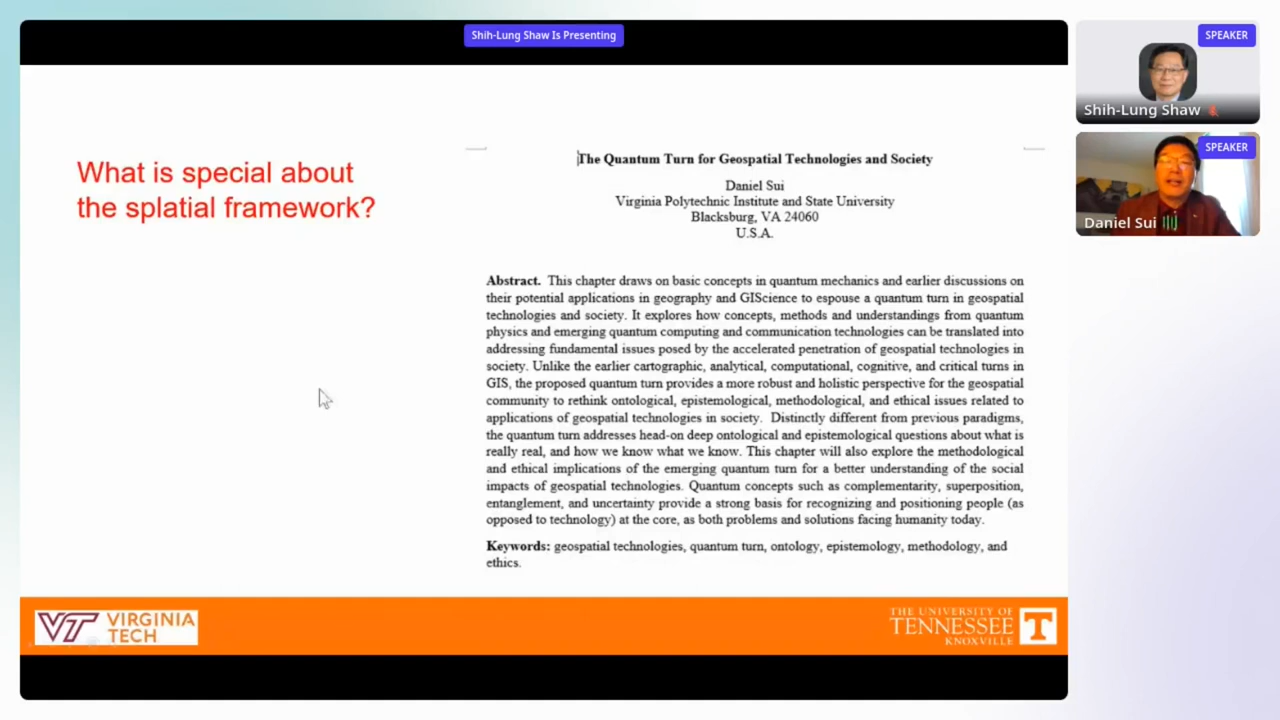 Shih-Lung Shaw Is Presenting
What is special about
the splatial framework?
The Quantum Turn for Geospatial Technologies and Society
Daniel Sui
Virginia Polytechnic Institute and State University
Blacksburg, VA 24060
U.S.A.
Abstract. This chapter draws on basic concepts in quantum mechanics and earlier discussions on
their potential applications in geography and GIScience to espouse a quantum turn in geospatial
technologies and society. It explores how concepts, methods and understandings from quantum
physics and emerging quantum computing and communication technologies can be translated into
addressing fundamental issues posed by the accelerated penetration of geospatial technologies in
society. Unlike the earlier cartographic, analytical, computational, cognitive, and critical turns in
GIS, the proposed quantum turn provides a more robust and holistic perspective for the geospatial
community to rethink ontological, epistemological, methodological, and ethical issues related to
applications of geospatial technologies in society. Distinctly different from previous paradigms,
the quantum turn addresses head-on deep ontological and epistemological questions about what is
really real, and how we know what we know. This chapter will also explore the methodological
and ethical implications of the emerging quantum turn for a better understanding of the social
impacts of geospatial technologies. Quantum concepts such as complementarity, superposition,
entanglement, and uncertainty provide a strong basis for recognizing and positioning people (as
opposed to technology) at the core, as both problems and solutions facing humanity today.
Keywords: geospatial technologies, quantum turn, ontology, epistemology, methodology, and
ethics.
VT VIRGINIA
TECH
THE UNIVERSITY OF
TENNESSEE
KNOXVILLE
T
SPEAKER
Shih-Lung Shaw
SPEAKER
Daniel Sui